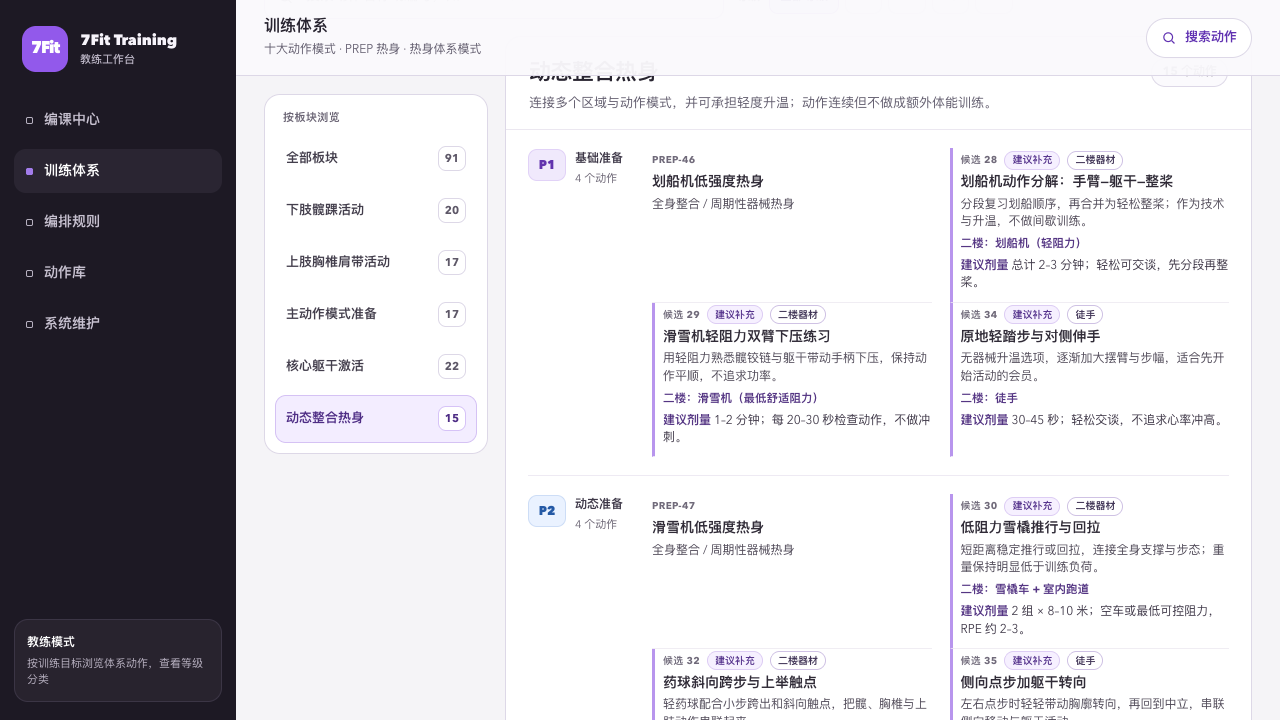 7Fit
7Fit Training
教练工作台
编课中心
训练体系
编排规则
动作库
系统维护
教练模式
按训练目标浏览体系动作，查看等级
分类
训练体系
十大动作模式 · PREP 热身 · 热身体系模式
搜索动作
按板块浏览
全部板块
91
下肢髋踝活动
20
上肢胸椎肩带活动
17
主动作模式准备
17
核心躯干激活
22
动态整合热身
15
动态整合热身
15 个动作
连接多个区域与动作模式，并可承担轻度升温；动作连续但不做成额外体能训练。
P1
基础准备
4 个动作
PREP-46
划船机低强度热身
全身整合 / 周期性器械热身
候选 28
建议补充
二楼器材
划船机动作分解：手臂–躯干–整桨
分段复习划船顺序，再合并为轻松整桨；作为技术
与升温，不做间歇训练。
二楼：划船机（轻阻力）
建议剂量 总计 2–3 分钟；轻松可交谈，先分段再整
桨。
候选 29
建议补充
二楼器材
滑雪机轻阻力双臂下压练习
用轻阻力熟悉髋铰链与躯干带动手柄下压，保持动
作平顺，不追求功率。
二楼：滑雪机（最低舒适阻力）
建议剂量 1–2 分钟；每 20–30 秒检查动作，不做冲
刺。
候选 34
建议补充
徒手
原地轻踏步与对侧伸手
无器械升温选项，逐渐加大摆臂与步幅，适合先开
始活动的会员。
二楼：徒手
建议剂量 30–45 秒；轻松交谈，不追求心率冲高。
P2
动态准备
4 个动作
PREP-47
滑雪机低强度热身
全身整合 / 周期性器械热身
候选 30
建议补充
二楼器材
低阻力雪橇推行与回拉
短距离稳定推行或回拉，连接全身支撑与步态；重
量保持明显低于训练负荷。
二楼：雪橇车 + 室内跑道
建议剂量 2 组 × 8–10 米；空车或最低可控阻力，
RPE 约 2–3。
候选 32
建议补充
二楼器材
药球斜向跨步与上举触点
轻药球配合小步跨出和斜向触点，把髋、胸椎与上
候选 35
建议补充
徒手
侧向点步加躯干转向
左右点步时轻轻带动胸廓转向，再回到中立，串联